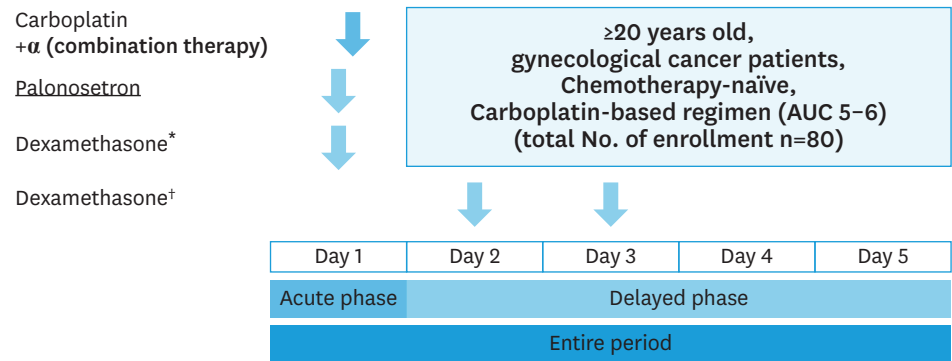 Carboplatin
+α (combination therapy)
Palonosetron
Dexamethasone*
Dexamethasone†
≥20 years old,
gynecological cancer patients,
Chemotherapy-naïve,
Carboplatin-based regimen (AUC 5–6)
(total No. of enrollment n=80)
Day 1 Day 2 Day 3 Day 4 Day 5
Acute phase Delayed phase
Entire period